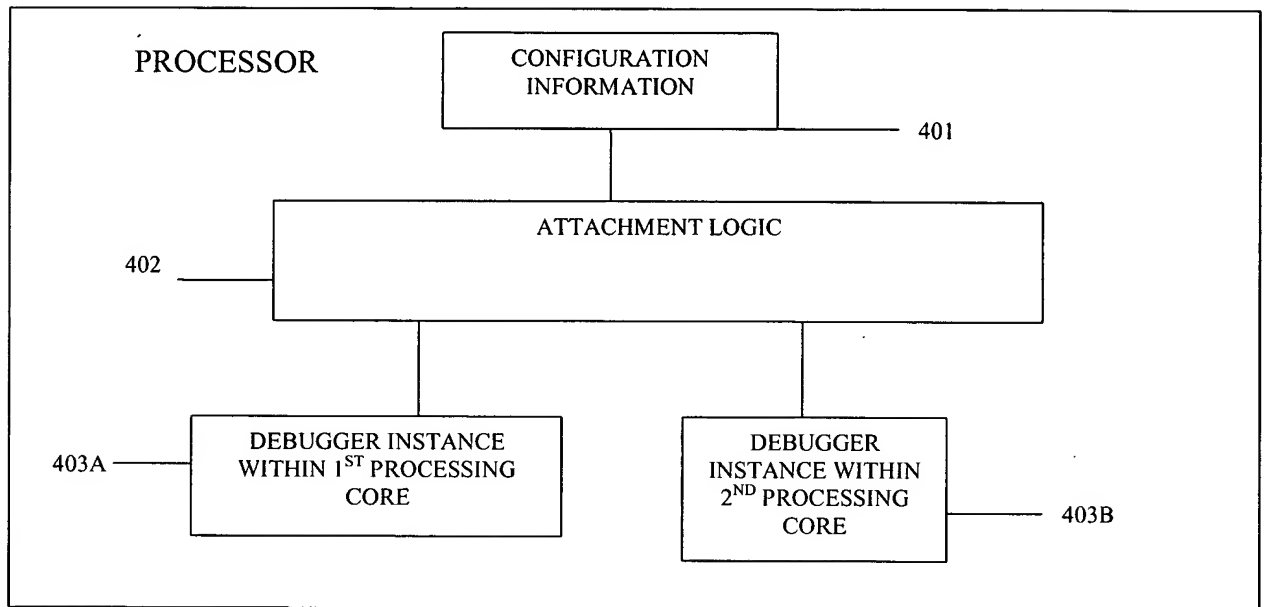 PROCESSOR
CONFIGURATION
INFORMATION
401
ATTACHMENT LOGIC
402
DEBUGGER INSTANCE
WITHIN 1ST PROCESSING
CORE
403A
DEBUGGER
INSTANCE WITHIN
2ND PROCESSING
CORE
403B